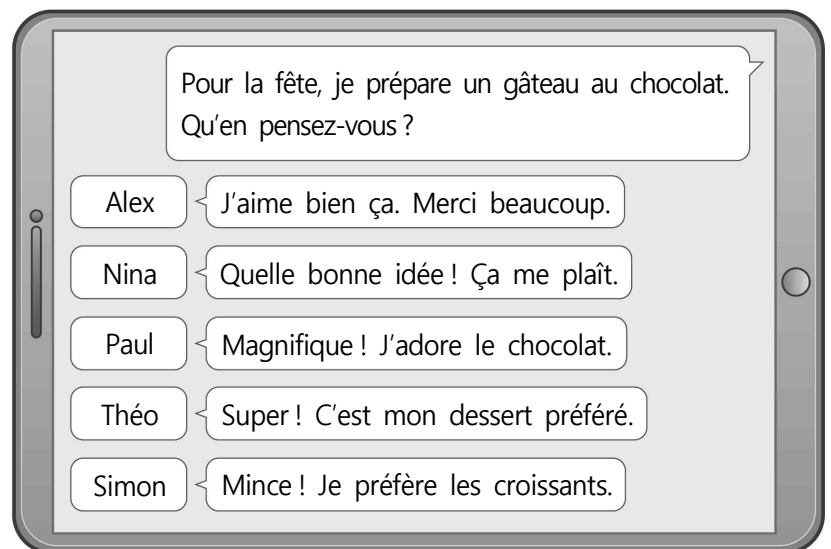 Pour la fête, je prépare un gâteau au chocolat.
Qu'en pensez-vous ?
Alex J'aime bien ça. Merci beaucoup.
Nina Quelle bonne idée ! Ça me plaît.
Paul Magnifique ! J'adore le chocolat.
Théo Super ! C'est mon dessert préféré.
Simon Mince ! Je préfère les croissants.